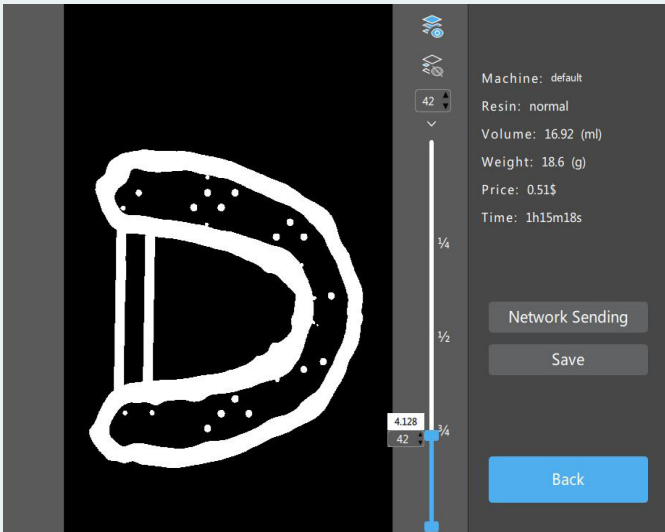 42
Machine: default
Resin: normal
Volume: 16.92 (ml)
Weight: 18.6 (g)
Price: 0.51$
Time: 1h15m18s
¼
½
Network Sending
Save
4.128
42
¾
Back